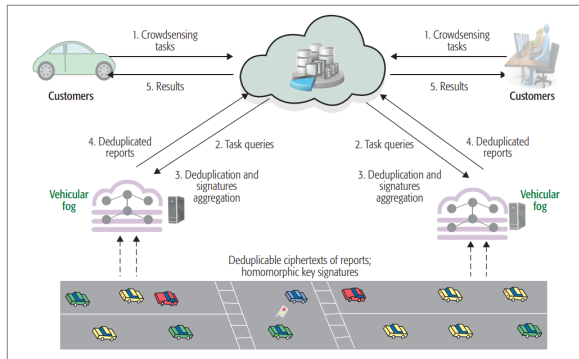 1. Crowdsensing
tasks
1. Crowdsensing
tasks
5. Results
5. Results
Customers
Customers
4. Deduplicated
reports
2. Task queries
2. Task queries
4. Deduplicated
reports
3. Deduplication and
signatures
aggregation
3. Deduplication and
signatures
aggregation
Vehicular
fog
Vehicular
fog
Deduplicable ciphertexts of reports;
homomorphic key signatures